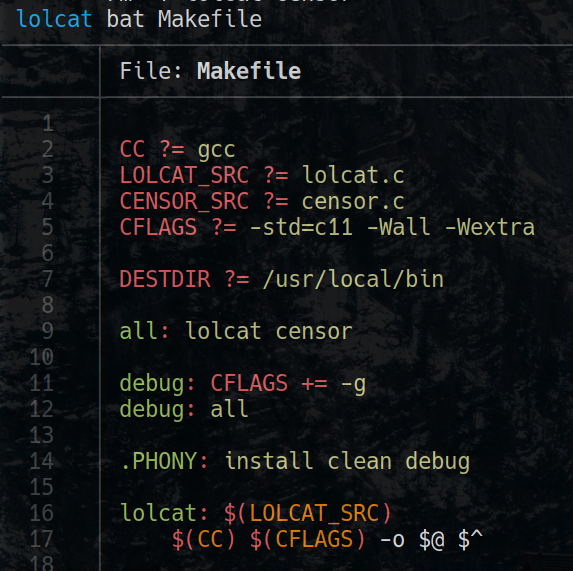 lolcat bat Makefile
File: Makefile
1
2 CC ?= gcc
3 LOLCAT_SRC ?= lolcat.c
4 CENSOR_SRC ?= censor.c
5 CFLAGS ?= -std=c11 -Wall -Wextra
6
7 DESTDIR ?= /usr/local/bin
8
9 all: lolcat censor
10
11 debug: CFLAGS += -g
12 debug: all
13
14 .PHONY: install clean debug
15
16 lolcat: $(LOLCAT_SRC)
17 $(CC) $(CFLAGS) -o $@ $^
18